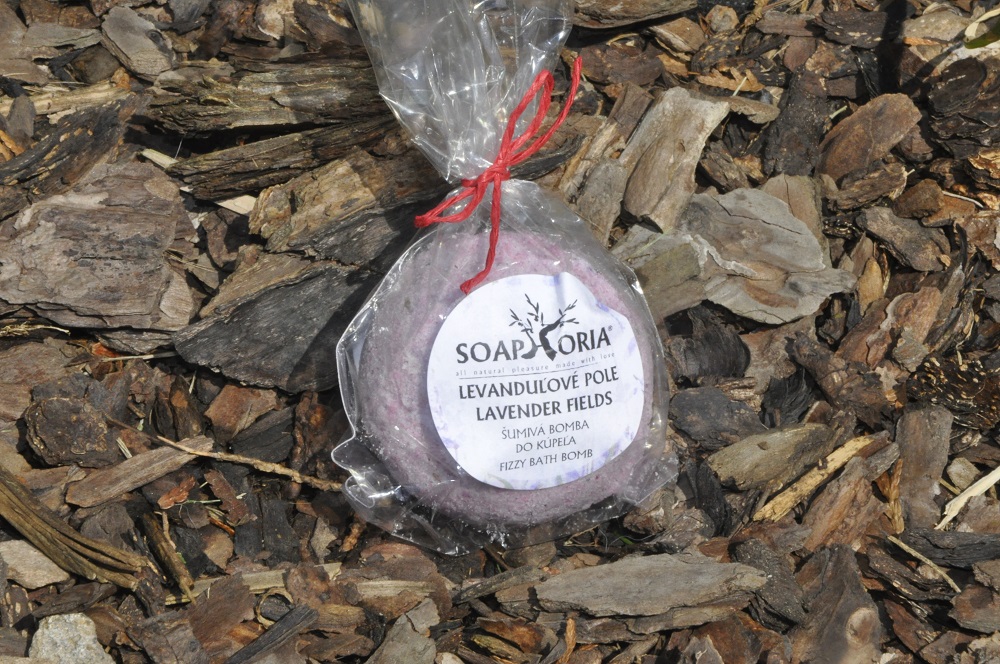 SOAPHORIA®
all natural pleasure made with love
LEVANDUĽOVÉ POLE
LAVENDER FIELDS
ŠUMIVÁ BOMBA
DO KÚPEĽA
FIZZY BATH BOMB